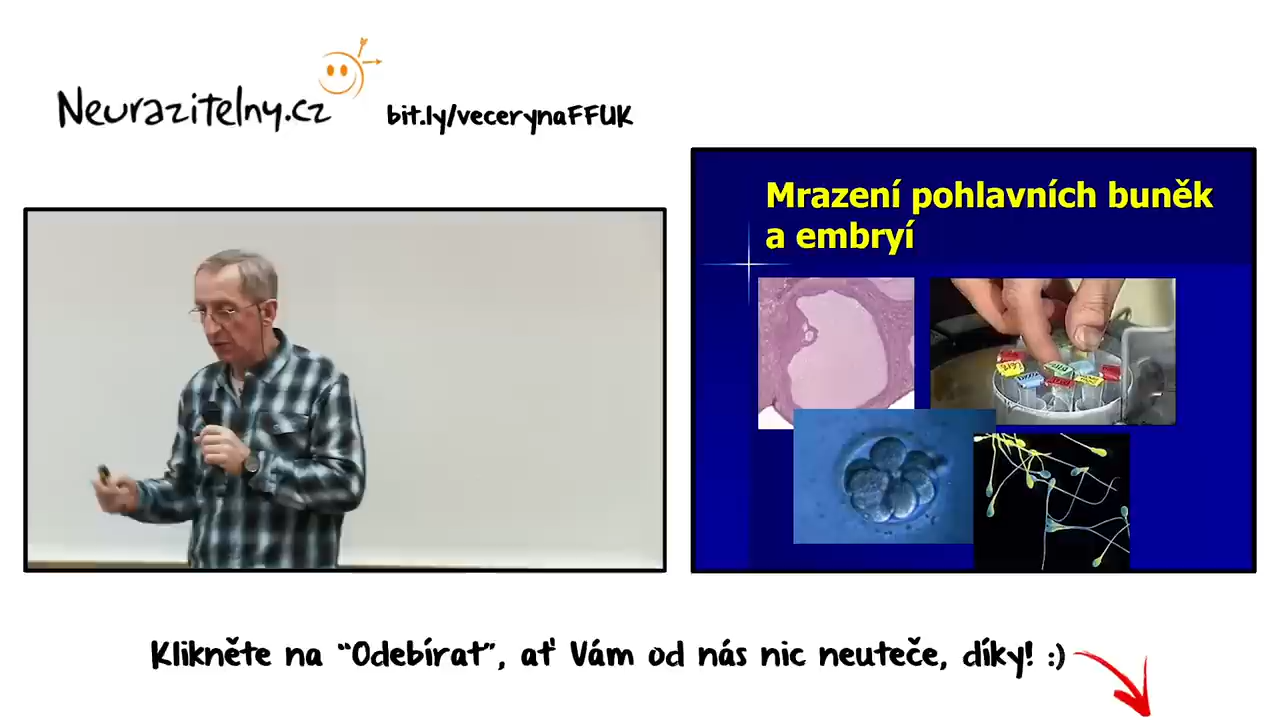 Neurazitelny.cz
bit.ly/vecerynaFFUK
Mrazení pohlavních buněk
a embryí
Klikněte na “Odebírat”, ať Vám od nás nic neuteče, díky! :)